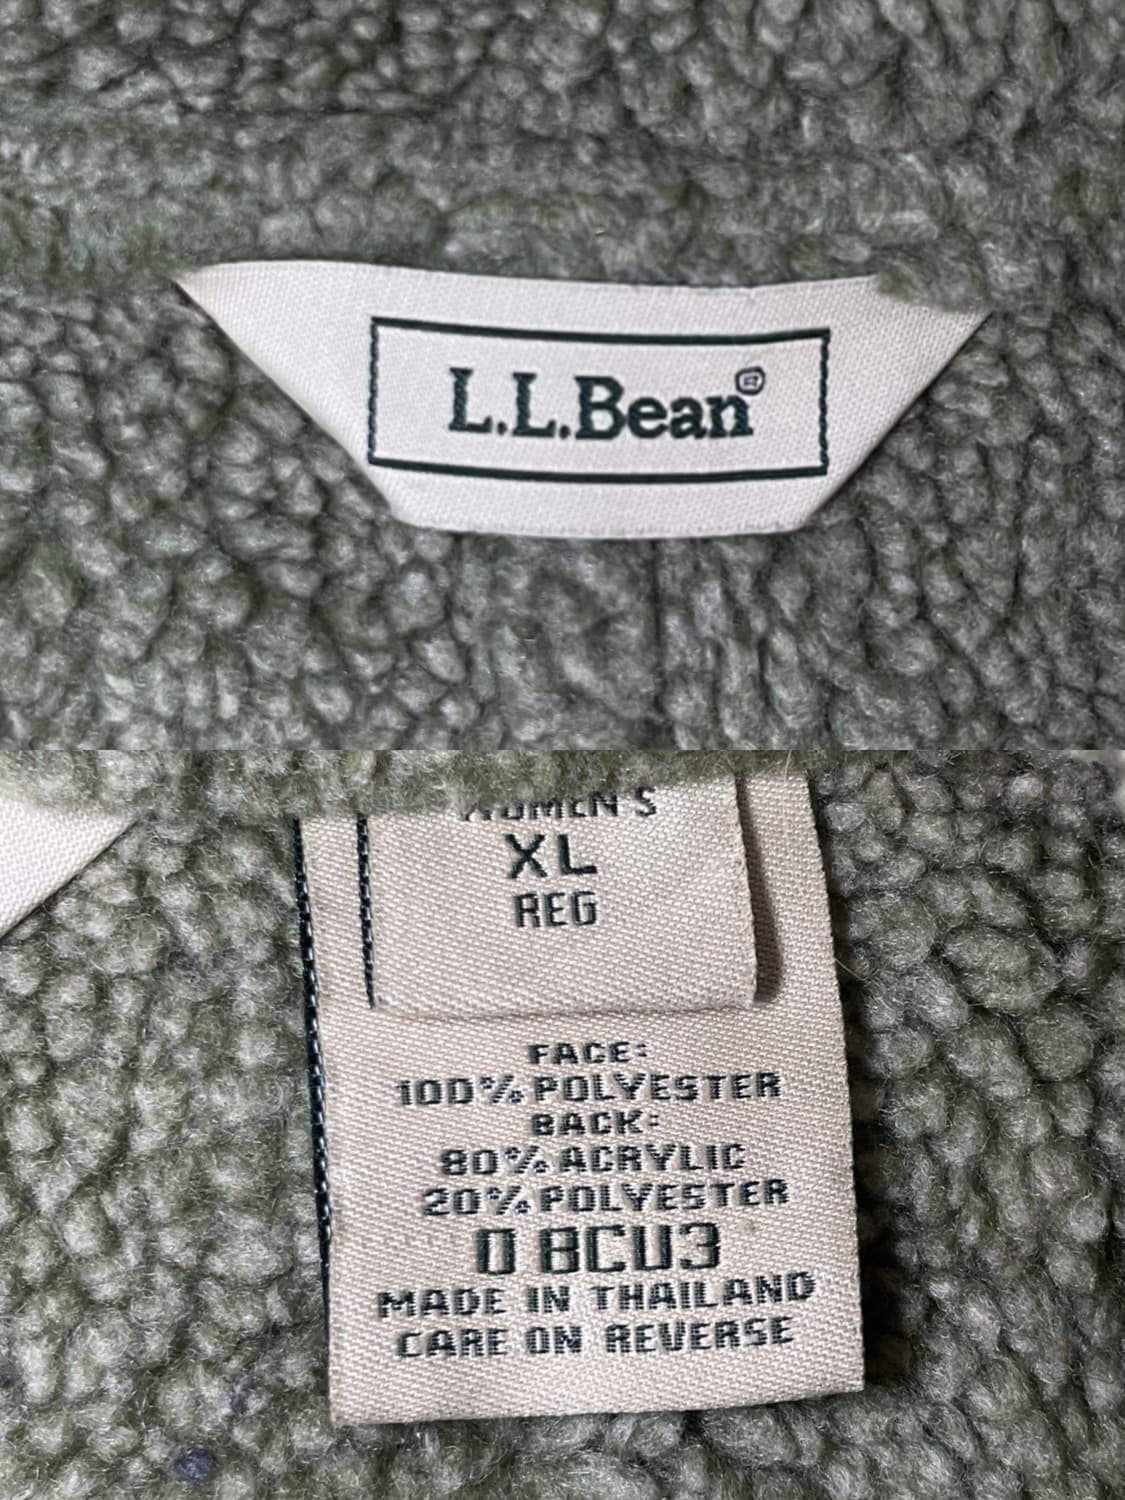 L.L.Bean®
WOMEN'S
XL
REG
FACE:
100% POLYESTER
BACK:
80% ACRYLIC
20% POLYESTER
0 8CU3
MADE IN THAILAND
CARE ON REVERSE